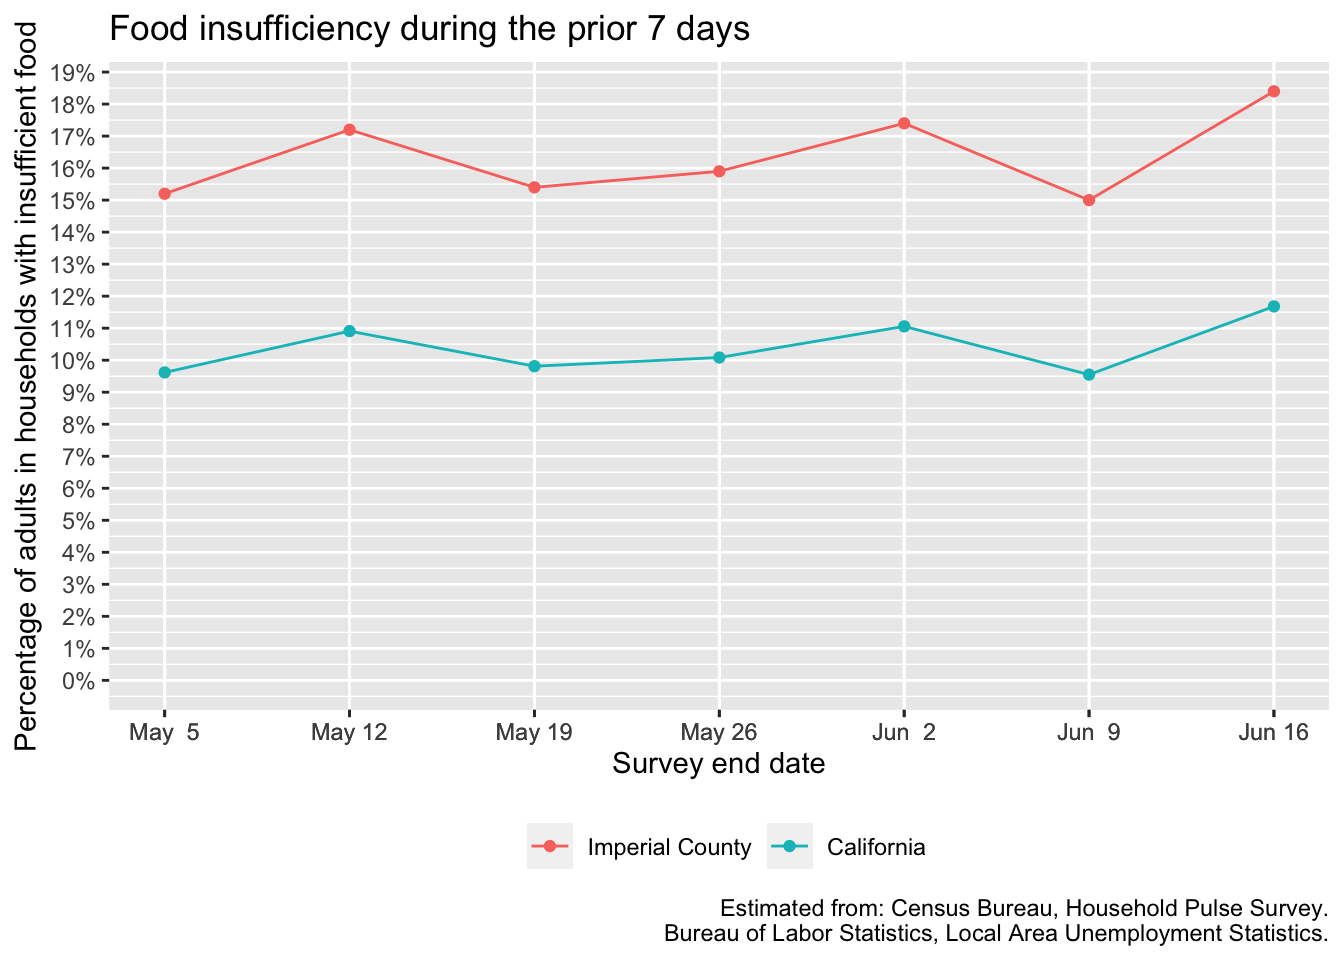 Food insufficiency during the prior 7 days
Percentage of adults in households with insufficient food
19%
18%
17%
16%
15%
14%
13%
12%
11%
10%
9%
8%
7%
6%
5%
4%
3%
2%
1%
0%
May 5 May 12 May 19 May 26 Jun 2 Jun 9 Jun 16
Survey end date
Imperial County California
Estimated from: Census Bureau, Household Pulse Survey.
Bureau of Labor Statistics, Local Area Unemployment Statistics.